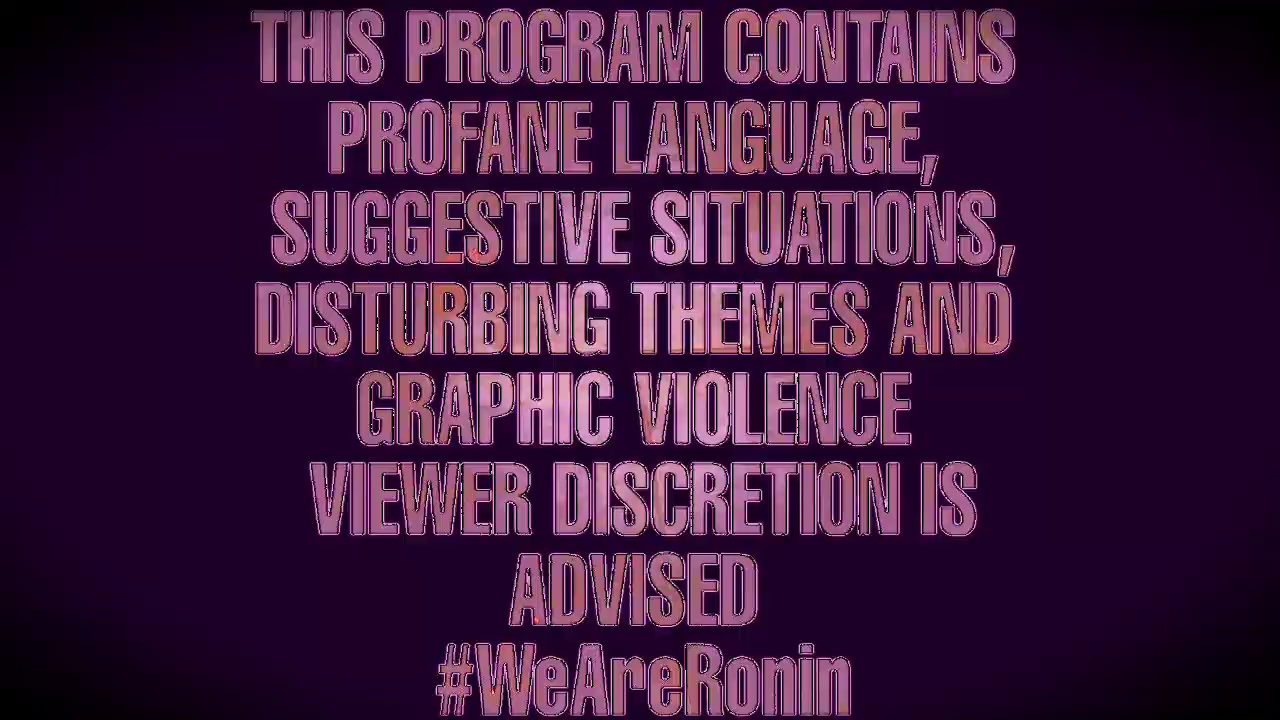 THIS PROGRAM CONTAINS
PROFANE LANGUAGE,
SUGGESTIVE SITUATIONS,
DISTURBING THEMES AND
GRAPHIC VIOLENCE
VIEWER DISCRETION IS
ADVISED
#WeAreRonin